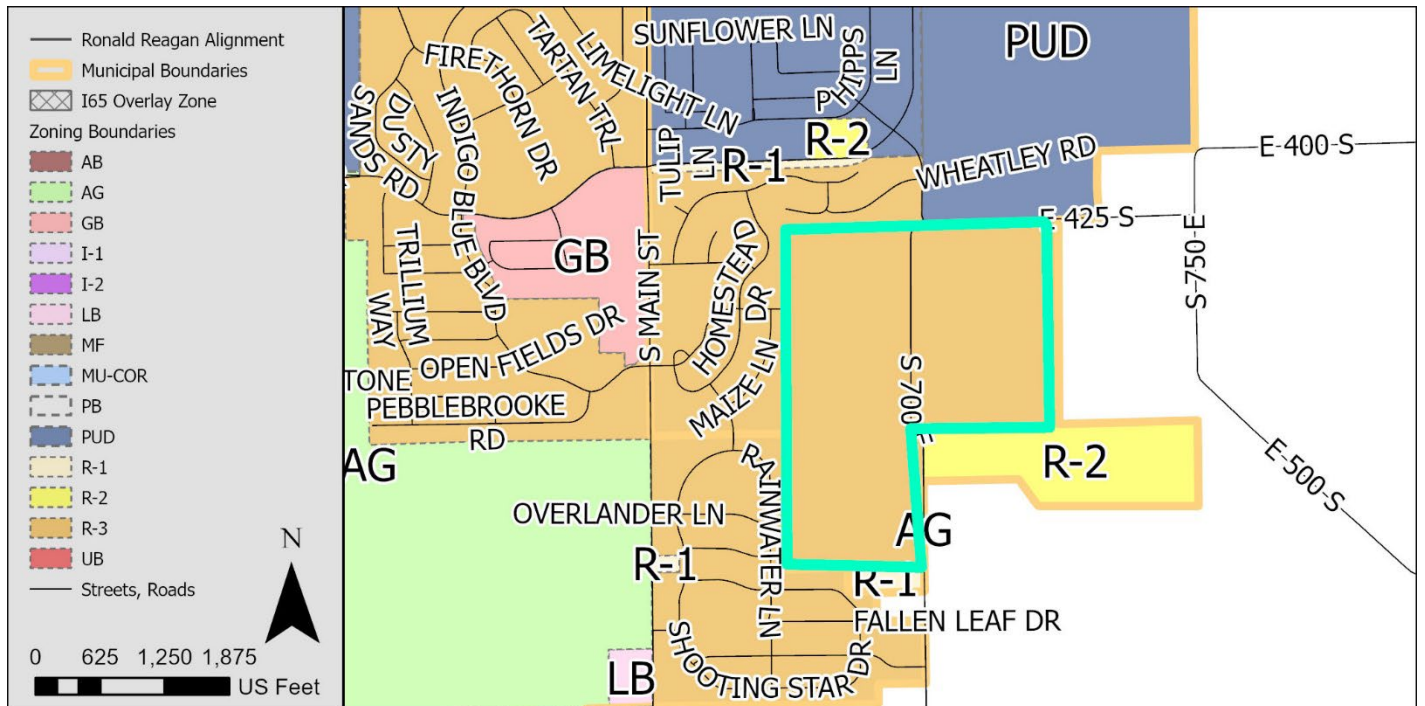 Ronald Reagan Alignment
Municipal Boundaries
I65 Overlay Zone
Zoning Boundaries
AB
AG
GB
I-1
I-2
LB
MF
MU-COR
PB
PUD
R-1
R-2
R-3
UB
Streets, Roads
N
0 625 1,250 1,875
US Feet
SUNFLOWER LN
PHIPPS LN
PUD
TARTAN TRL
LIMELIGHT LN
FIRETHORN DR
DUSTY SANDS RD
INDIGO BLUE BLVD
R-2
TULIP LN
R-1
WHEATLEY RD
E 400 S
E 425 S
S 750 E
TRILLIUM WAY
GB
S MAIN ST
HOMESTEAD DR
OPEN FIELDS DR
MAIZE LN
S 700 E
TONE
PEBBLEBROOKE RD
AG
R-2
E 500 S
RAINWATER LN
OVERLANDER LN
AG
R-1
R-1
FALLEN LEAF DR
SHOOTING STAR DR
LB